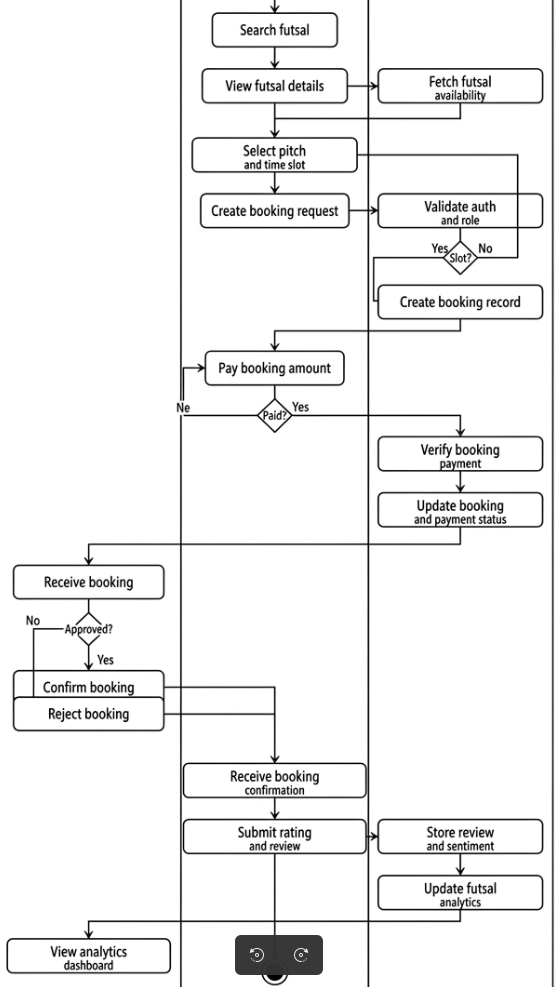 Search futsal
View futsal details
Fetch futsal
availability
Select pitch
and time slot
Create booking request
Validate auth
and role
Yes
No
Slot?
Create booking record
Pay booking amount
Ne
Paid?
Yes
Verify booking
payment
Update booking
and payment status
Receive booking
No
Approved?
Yes
Confirm booking
Reject booking
Receive booking
confirmation
Submit rating
and review
Store review
and sentiment
Update futsal
analytics
View analytics
dashboard